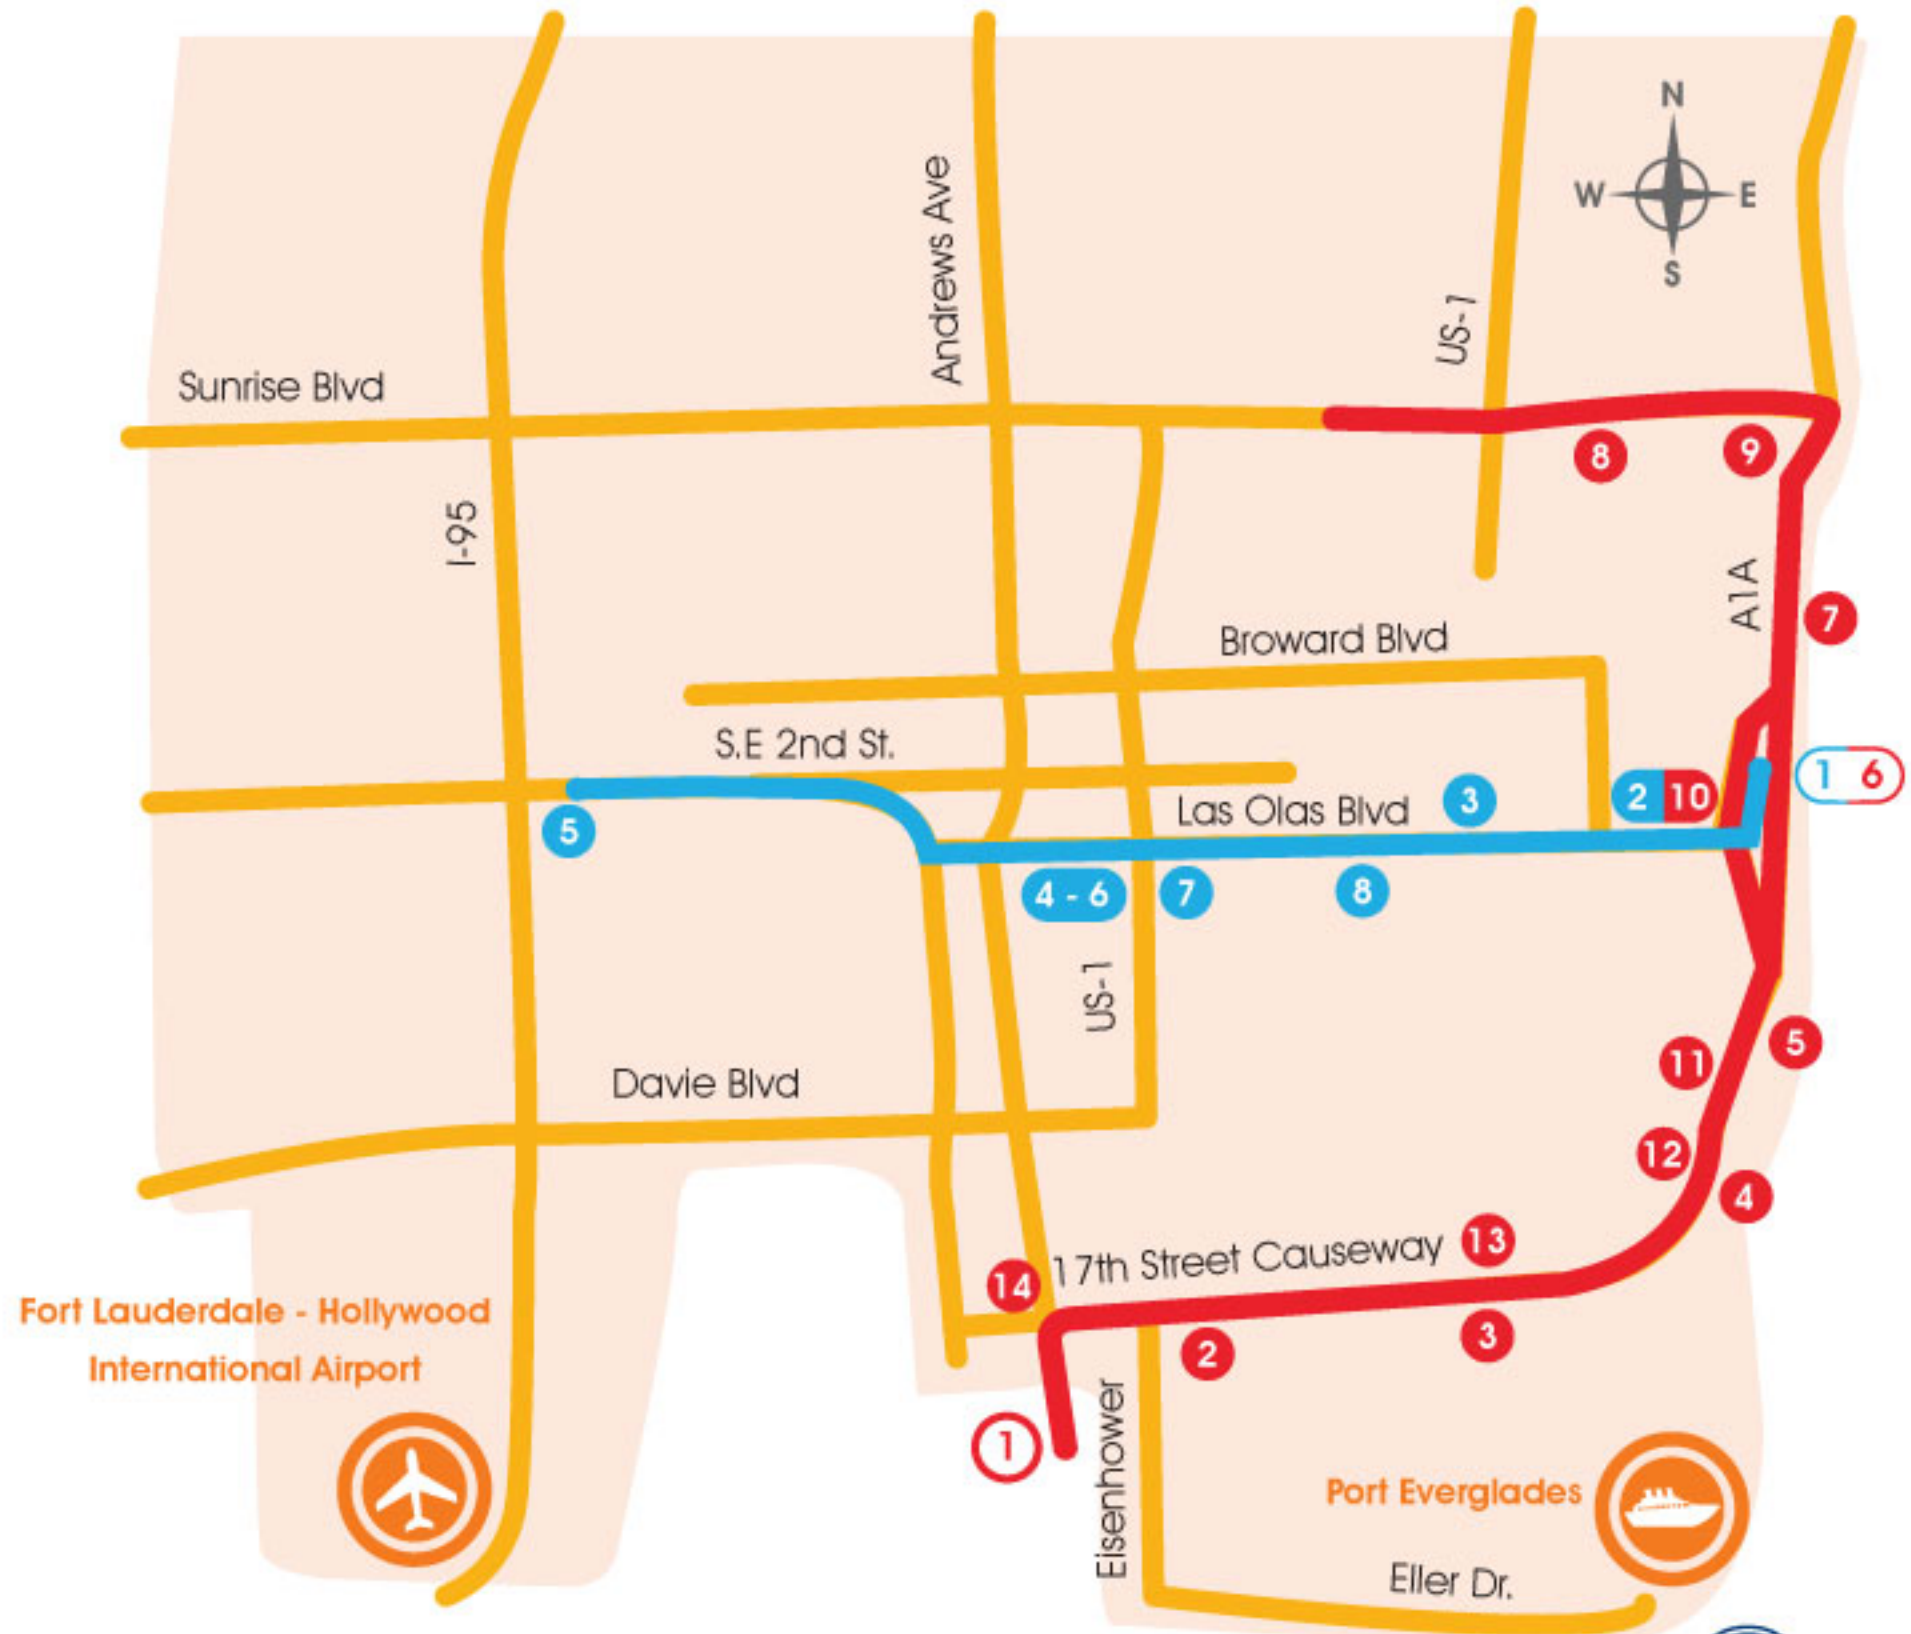 N
W E
S
Andrews Ave
US-1
Sunrise Blvd
8
9
I-95
A1A
7
Broward Blvd
S.E 2nd St.
1 6
2 10
3
Las Olas Blvd
5
4 - 6
7
8
US-1
5
11
Davie Blvd
12
4
13
17th Street Causeway
14
Fort Lauderdale - Hollywood
International Airport
3
2
1
Eisenhower
Port Everglades
Eller Dr.